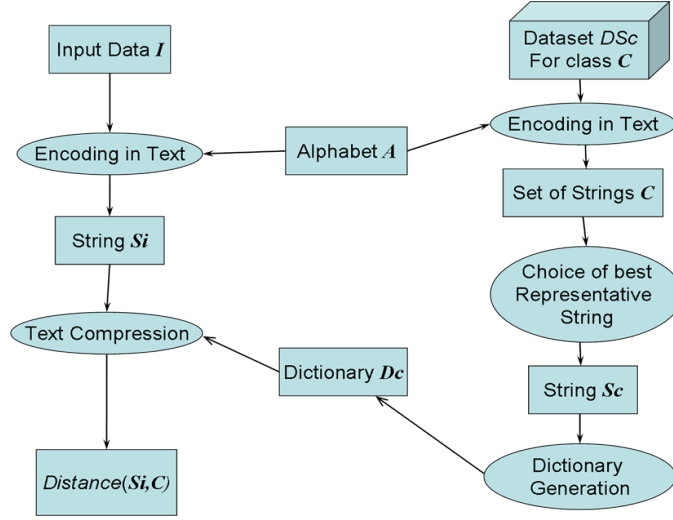 Input Data I
Dataset DSc
For class C
Encoding in Text
Alphabet A
Encoding in Text
Set of Strings C
String Si
Choice of best
Representative
String
Text Compression
Dictionary Dc
String Sc
Distance(Si,C)
Dictionary
Generation